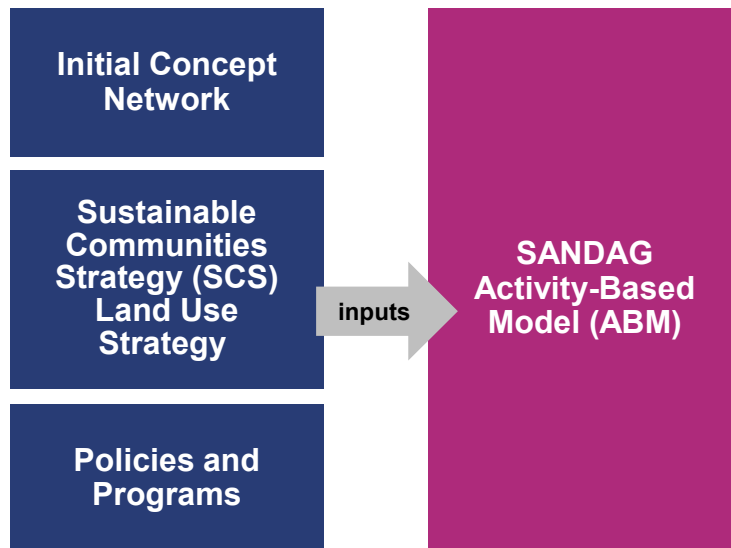 Initial Concept
Network
Sustainable
Communities
Strategy (SCS)
Land Use
Strategy
Policies and
Programs
inputs
SANDAG
Activity-Based
Model (ABM)